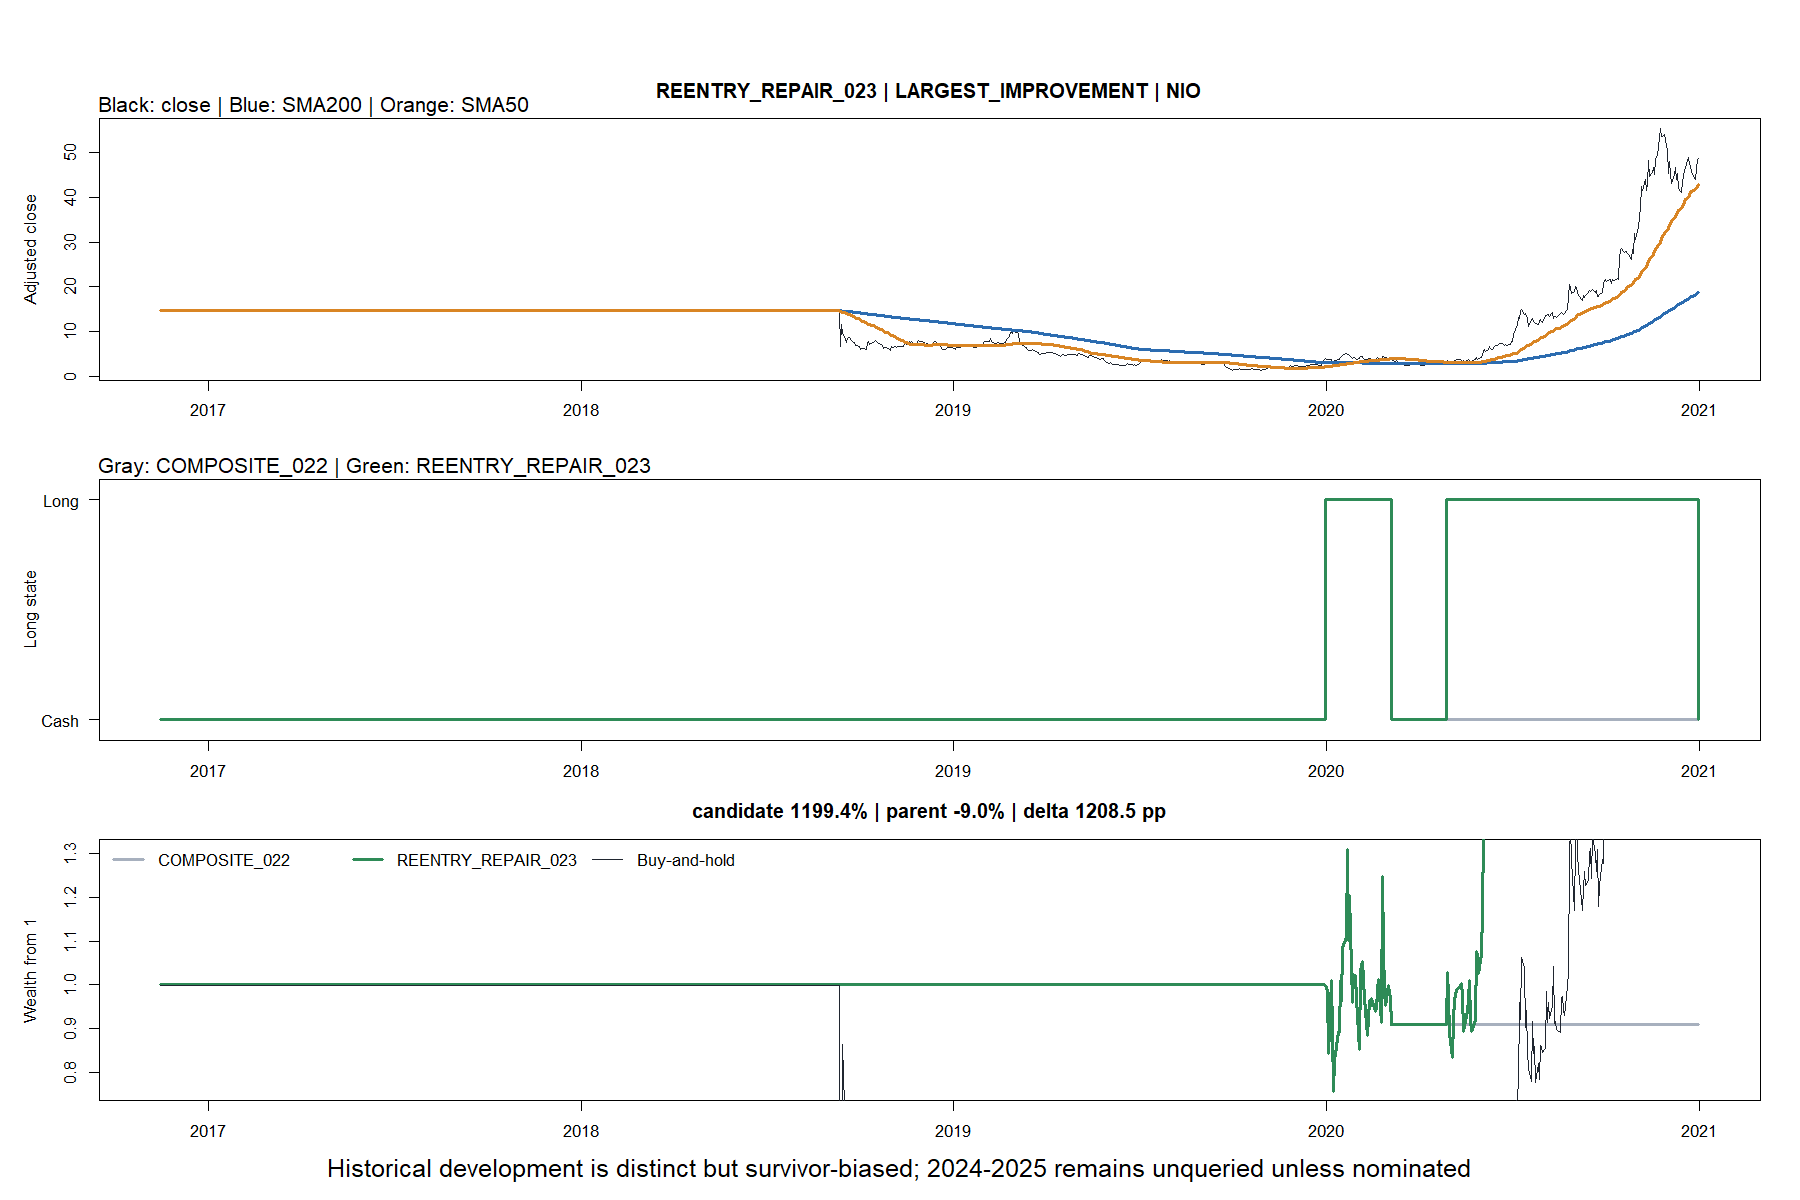 REENTRY_REPAIR_023 | LARGEST_IMPROVEMENT | NIO
Black: close | Blue: SMA200 | Orange: SMA50
Adjusted close
50
40
30
20
10
0
2017 2018 2019 2020 2021
Gray: COMPOSITE_022 | Green: REENTRY_REPAIR_023
Long state
Long
Cash
2017 2018 2019 2020 2021
candidate 1199.4% | parent -9.0% | delta 1208.5 pp
COMPOSITE_022 REENTRY_REPAIR_023 Buy-and-hold
Wealth from 1
1.3
1.2
1.1
1.0
0.9
0.8
2017 2018 2019 2020 2021
Historical development is distinct but survivor-biased; 2024-2025 remains unqueried unless nominated